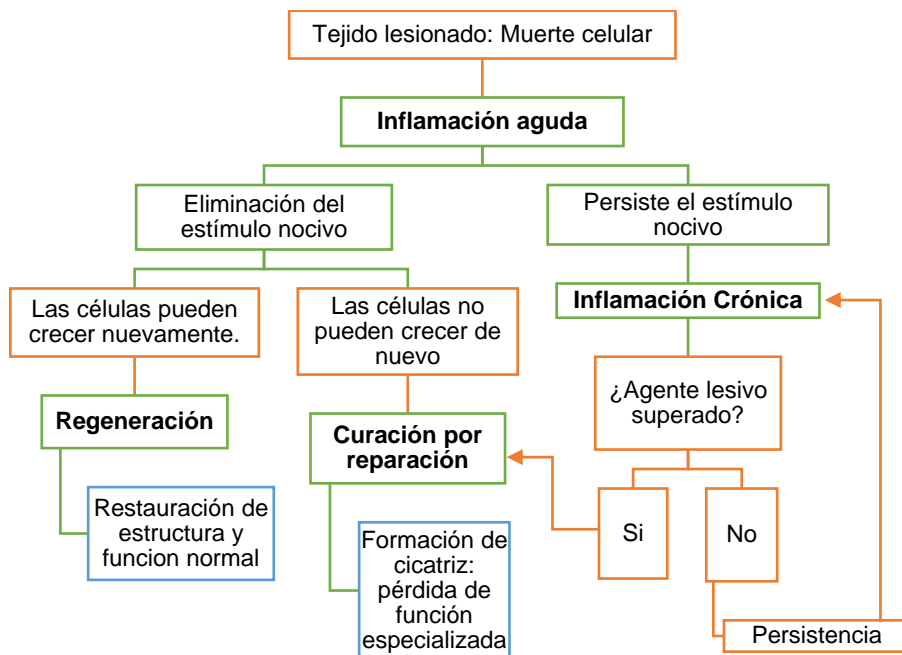 Tejido lesionado: Muerte celular
Inflamación aguda
Eliminación del
estímulo nocivo
Persiste el estímulo
nocivo
Las células pueden
crecer nuevamente.
Las células no
pueden crecer de
nuevo
Inflamación Crónica
Regeneración
Curación por
reparación
¿Agente lesivo
superado?
Restauración de
estructura y
funcion normal
Formación de
cicatriz:
pérdida de
función
especializada
Si
No
Persistencia